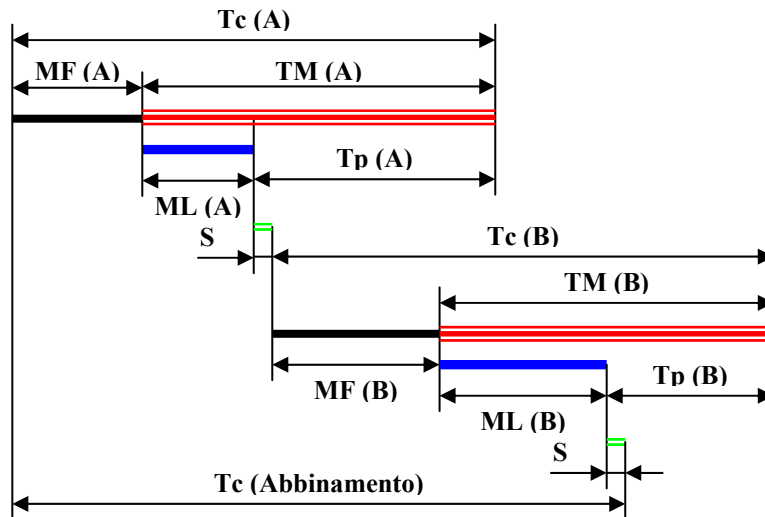 Tc (A)
MF (A)
TM (A)
Tp (A)
ML (A)
S
Tc (B)
TM (B)
MF (B)
Tp (B)
ML (B)
S
Tc (Abbinamento)